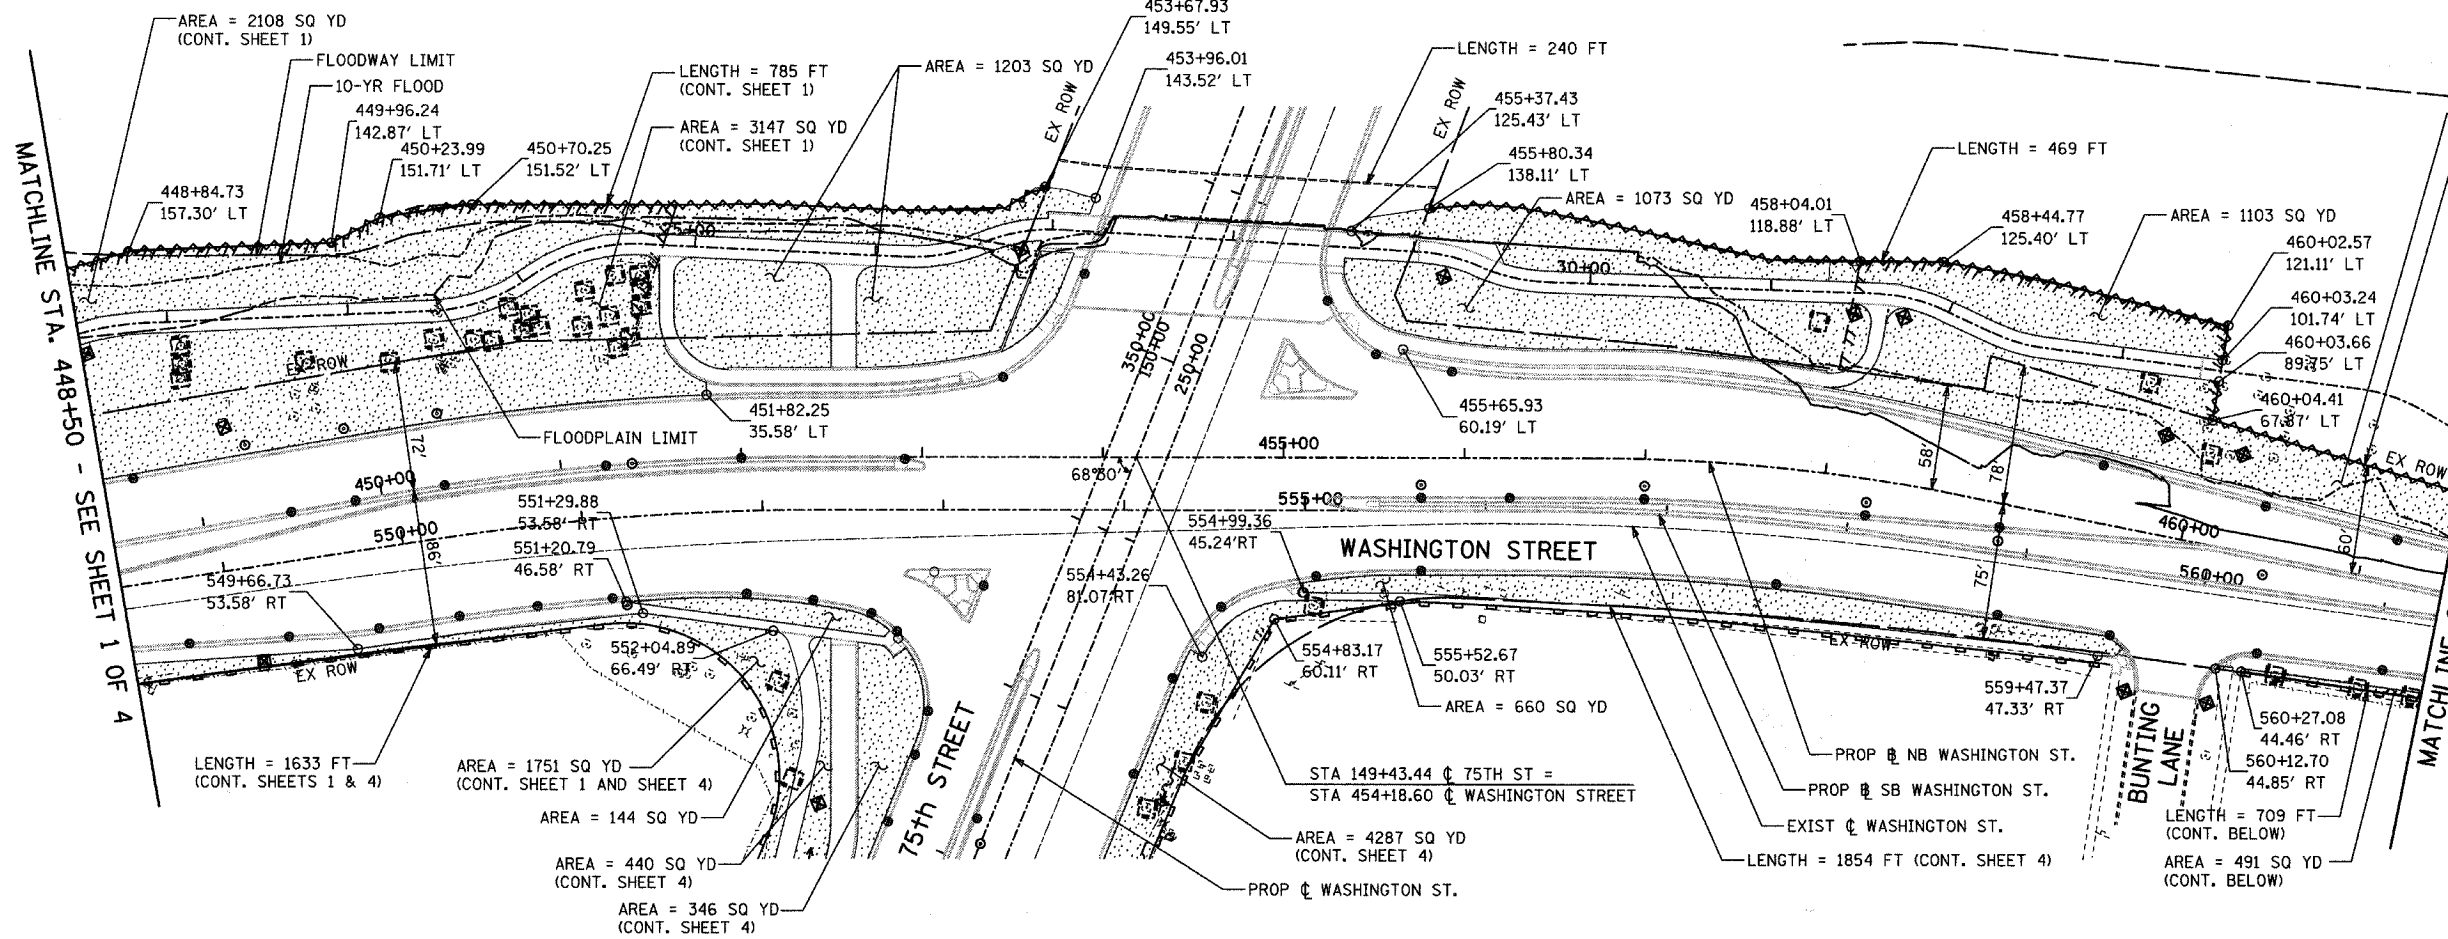 AREA = 2108 SQ YD
(CONT. SHEET 1)
FLOODWAY LIMIT
10-YR FLOOD
449+96.24
142.87' LT
450+23.99
151.71' LT
450+70.25
151.52' LT
448+84.73
157.30' LT
LENGTH = 785 FT
(CONT. SHEET 1)
AREA = 3147 SQ YD
(CONT. SHEET 1)
AREA = 1203 SQ YD
453+67.93
149.55' LT
453+96.01
143.52' LT
EX ROW
LENGTH = 240 FT
EX ROW
455+37.43
125.43' LT
455+80.34
138.11' LT
AREA = 1073 SQ YD
LENGTH = 469 FT
458+04.01
118.88' LT
458+44.77
125.40' LT
AREA = 1103 SQ YD
460+02.57
121.11' LT
460+03.24
101.74' LT
460+03.66
89.75' LT
460+04.41
67.87' LT
EX ROW
MATCHLINE STA. 448+50 - SEE SHEET 1 OF 4
30+00
EX ROW
350+00
150+00
250+00
451+82.25
35.58' LT
FLOODPLAIN LIMIT
72'
455+65.93
60.19' LT
455+00
68°30'
58'
78'
450+00
551+29.88
53.58' RT
550+00
86'
551+20.79
46.58' RT
549+66.73
53.58' RT
555+00
554+99.36
45.24' RT
WASHINGTON STREET
460+00
60'
560+00
75'
554+43.26
81.07' RT
EX ROW
552+04.89
66.49' RT
554+83.17
60.11' RT
555+52.67
50.03' RT
EX ROW
559+47.37
47.33' RT
AREA = 660 SQ YD
560+27.08
44.46' RT
560+12.70
44.85' RT
LENGTH = 1633 FT
(CONT. SHEETS 1 & 4)
AREA = 1751 SQ YD
(CONT. SHEET 1 AND SHEET 4)
AREA = 144 SQ YD
AREA = 440 SQ YD
(CONT. SHEET 4)
AREA = 346 SQ YD
(CONT. SHEET 4)
75th STREET
STA 149+43.44 ℄ 75TH ST =
STA 454+18.60 ℄ WASHINGTON STREET
AREA = 4287 SQ YD
(CONT. SHEET 4)
PROP ℄ WASHINGTON ST.
PROP BL NB WASHINGTON ST.
PROP BL SB WASHINGTON ST.
EXIST ℄ WASHINGTON ST.
LENGTH = 1854 FT (CONT. SHEET 4)
BUNTING
LANE
LENGTH = 709 FT
(CONT. BELOW)
AREA = 491 SQ YD
(CONT. BELOW)
MATCHLINE